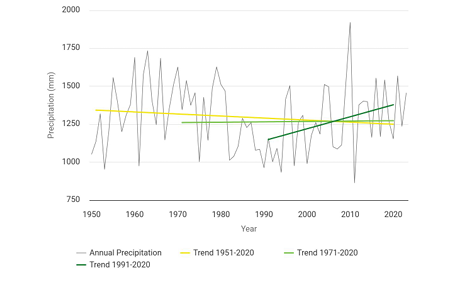 2000
1750
1500
1250
1000
750
Precipitation (mm)
1950 1960 1970 1980 1990 2000 2010 2020
Year
Annual Precipitation Trend 1951-2020 Trend 1971-2020
Trend 1991-2020